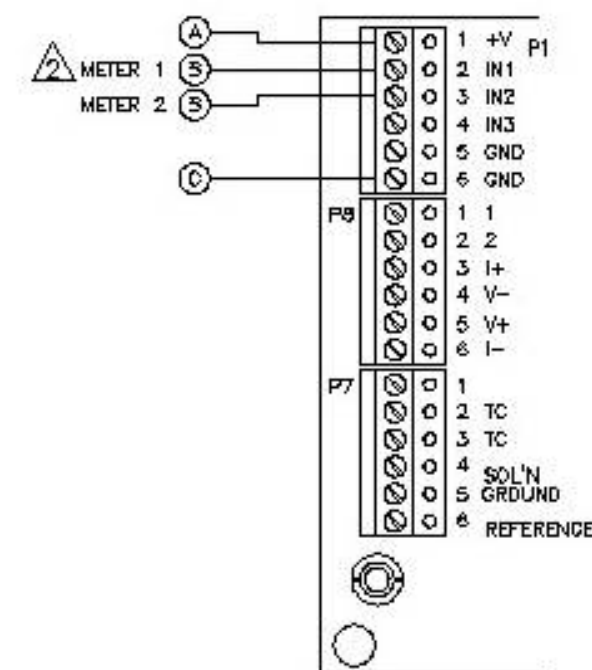 A
1 +V P1
2 METER 1 B
2 IN1
METER 2 B
3 IN2
4 IN3
5 GND
C
6 GND
P8
1 1
2 2
3 I+
4 V-
5 V+
6 I-
P7
1
2 TC
3 TC
4 SOL'N
5 GROUND
6 REFERENCE